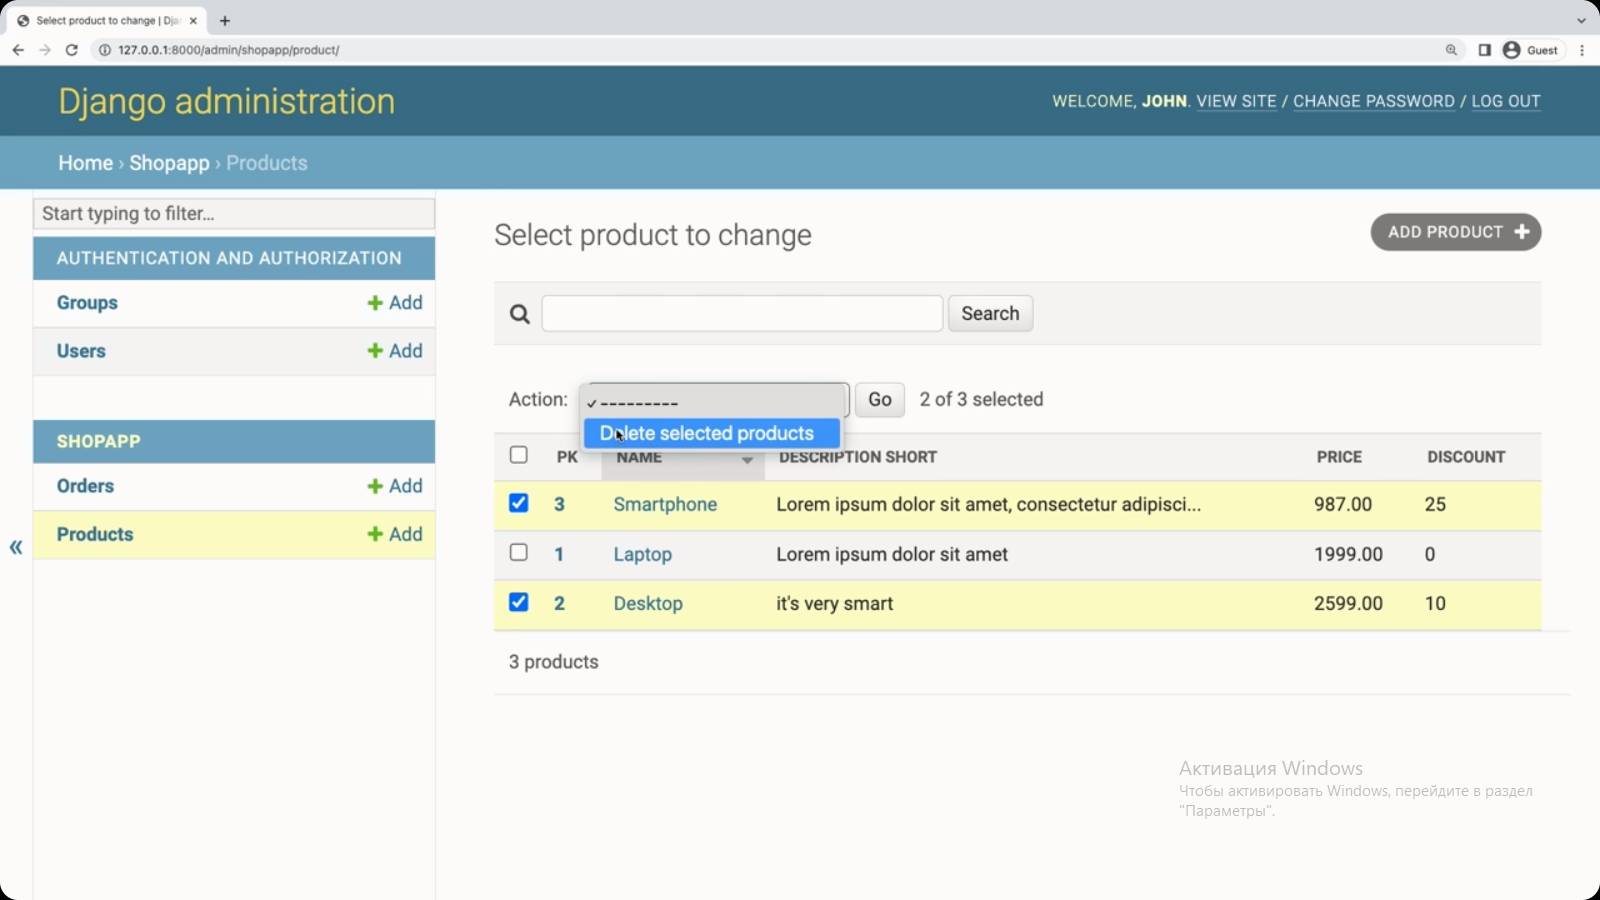 Select product to change | Dja
127.0.0.1:8000/admin/shopapp/product/
Guest
Django administration
WELCOME, JOHN. VIEW SITE / CHANGE PASSWORD / LOG OUT
Home › Shopapp › Products
Start typing to filter...
AUTHENTICATION AND AUTHORIZATION
Groups + Add
Users + Add
SHOPAPP
Orders + Add
Products + Add
«
Select product to change
ADD PRODUCT +
Search
Action: ✓ --------- Go 2 of 3 selected
Delete selected products
PK NAME DESCRIPTION SHORT PRICE DISCOUNT
3 Smartphone Lorem ipsum dolor sit amet, consectetur adipisci... 987.00 25
1 Laptop Lorem ipsum dolor sit amet 1999.00 0
2 Desktop it's very smart 2599.00 10
3 products
Активация Windows
Чтобы активировать Windows, перейдите в раздел
"Параметры".